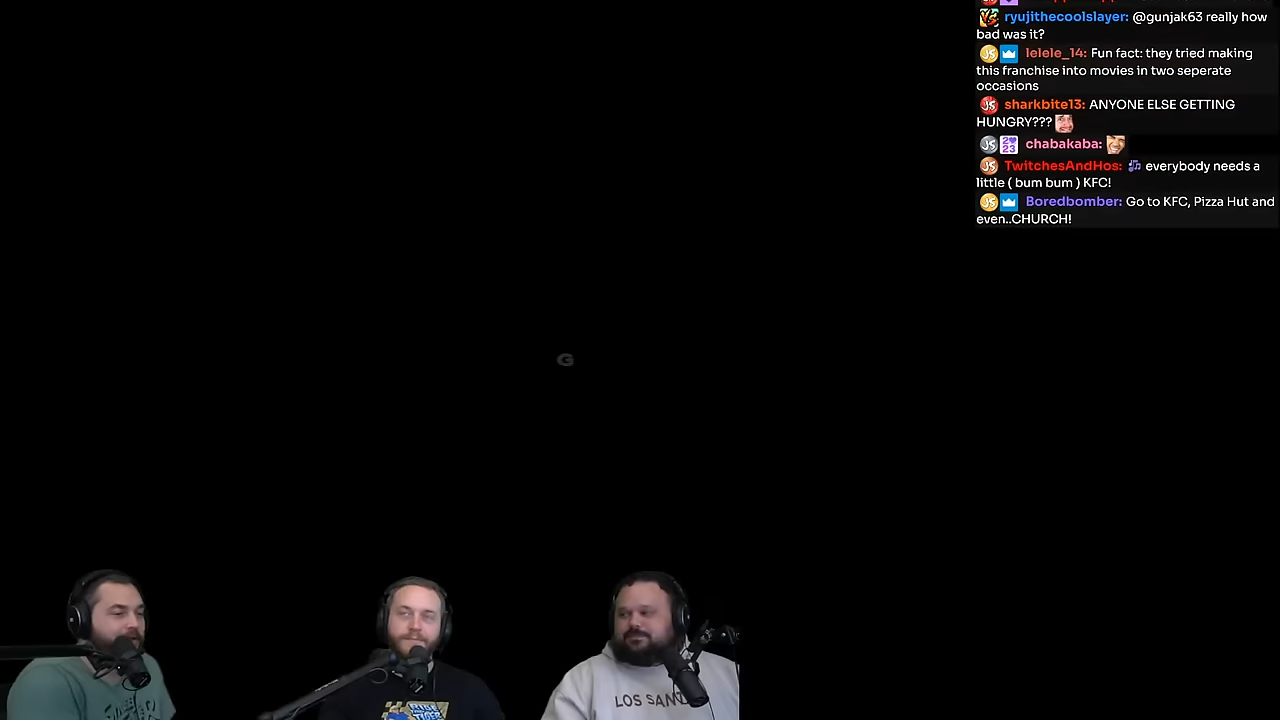 ryujithecoolslayer: @gunjak63 really how
bad was it?
lelele_14: Fun fact: they tried making
this franchise into movies in two seperate
occasions
sharkbite13: ANYONE ELSE GETTING
HUNGRY???
chabakaba:
TwitchesAndHos: 🎶 everybody needs a
little ( bum bum ) KFC!
Boredbomber: Go to KFC, Pizza Hut and
even..CHURCH!
G
LOS SANT